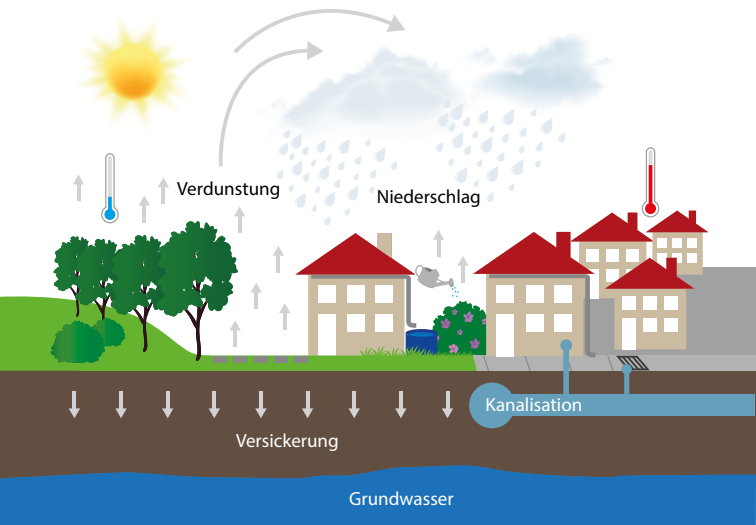 Verdunstung
Niederschlag
Kanalisation
Versickerung
Grundwasser